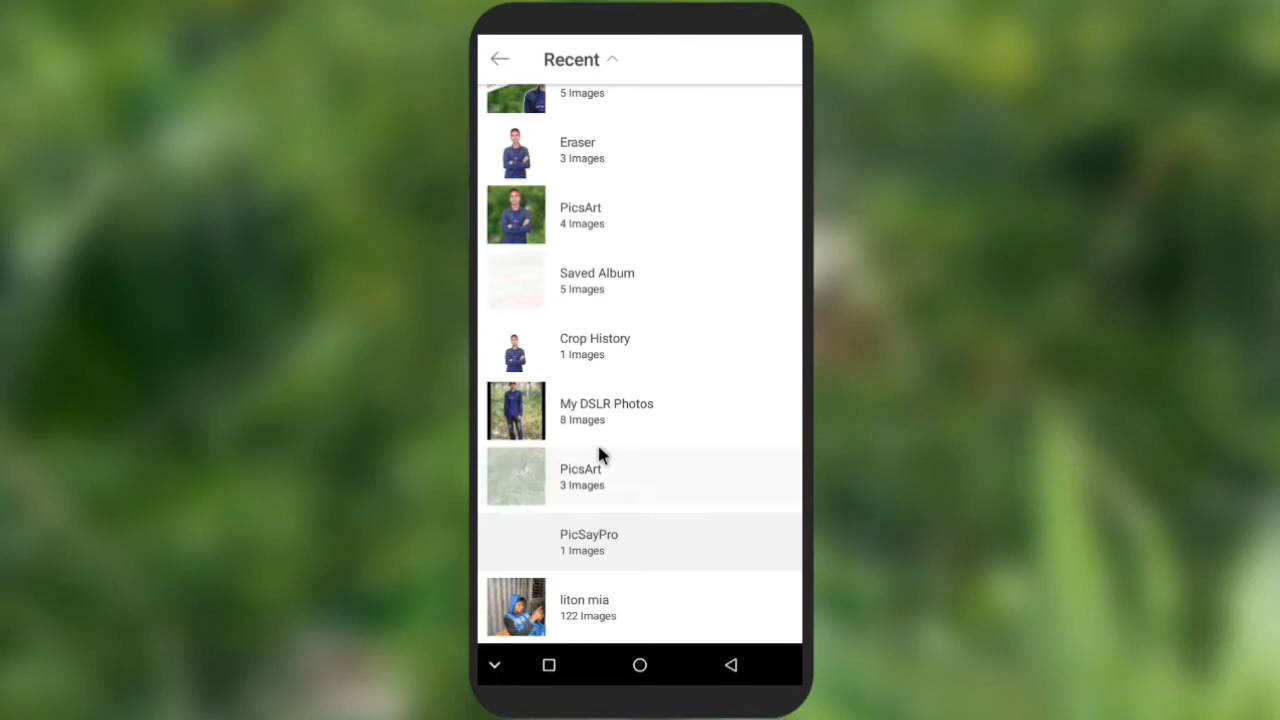 Recent
5 Images
Eraser
3 Images
PicsArt
4 Images
Saved Album
5 Images
Crop History
1 Images
My DSLR Photos
8 Images
PicsArt
3 Images
PicSayPro
1 Images
liton mia
122 Images